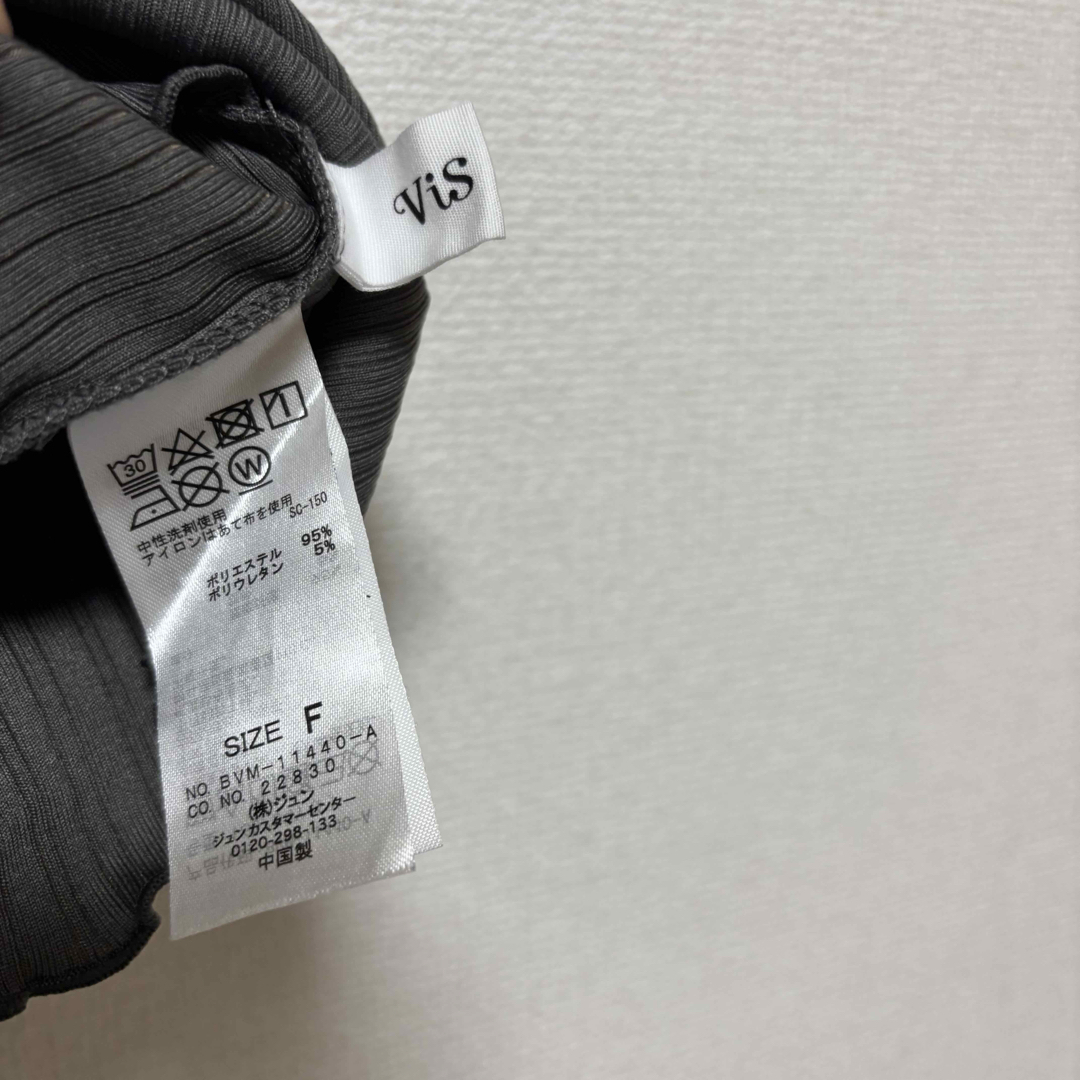 ViS
30
W
中性洗剤使用
アイロンはあて布を使用 SC-150
ポリエステル 95%
ポリウレタン 5%
SIZE F
NO. BVM-11440-A
CO. NO. 22830
(株)ジュン
ジュンカスタマーセンター
0120-298-133
中国製